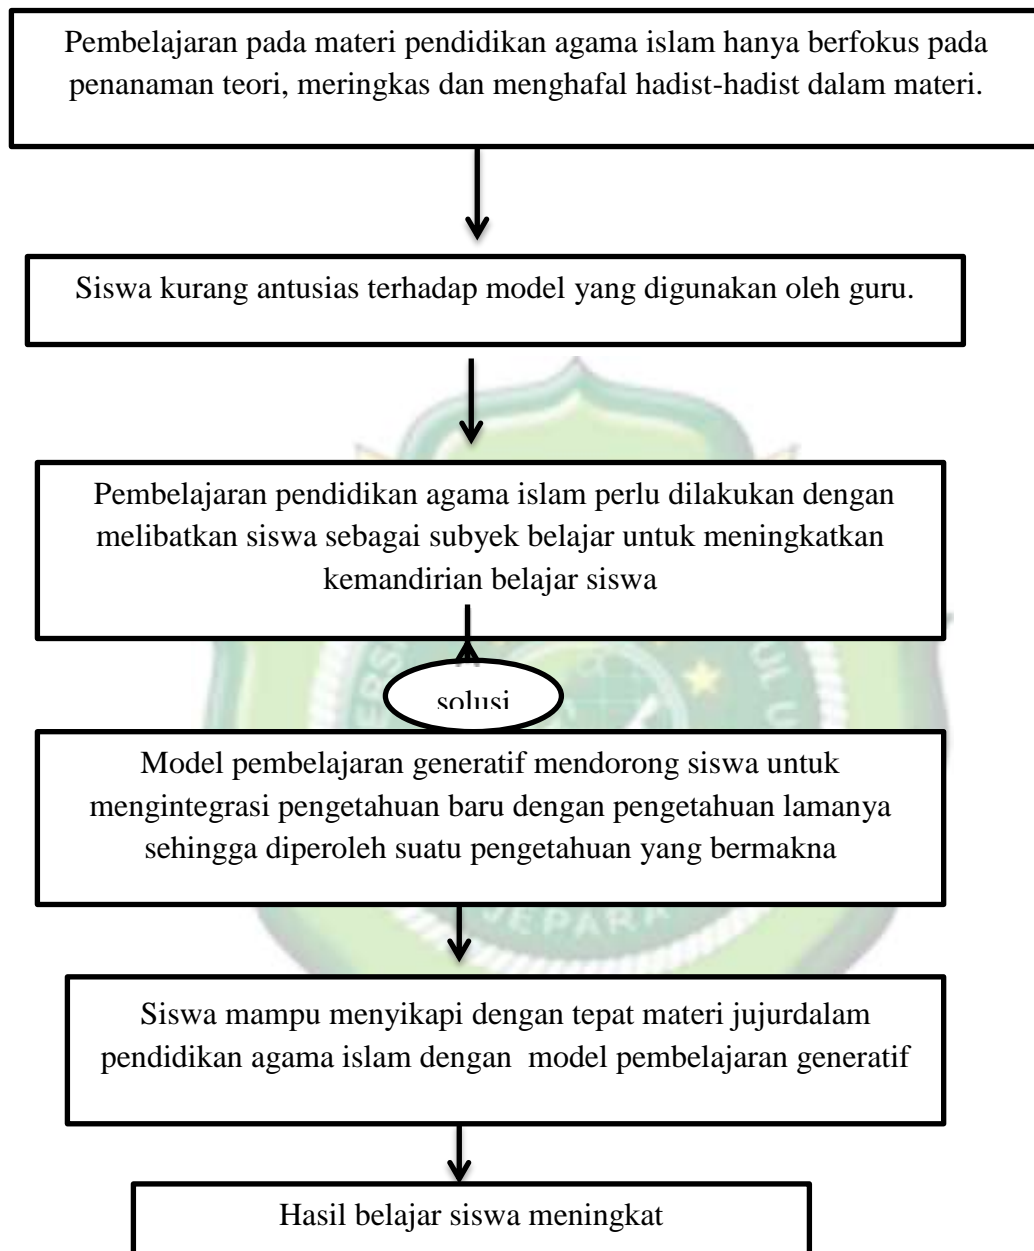 Pembelajaran pada materi pendidikan agama islam hanya berfokus pada
penanaman teori, meringkas dan menghafal hadist-hadist dalam materi.
Siswa kurang antusias terhadap model yang digunakan oleh guru.
Pembelajaran pendidikan agama islam perlu dilakukan dengan
melibatkan siswa sebagai subyek belajar untuk meningkatkan
kemandirian belajar siswa
solusi
Model pembelajaran generatif mendorong siswa untuk
mengintegrasi pengetahuan baru dengan pengetahuan lamanya
sehingga diperoleh suatu pengetahuan yang bermakna
JEPARA
Siswa mampu menyikapi dengan tepat materi jujurdalam
pendidikan agama islam dengan  model pembelajaran generatif
Hasil belajar siswa meningkat